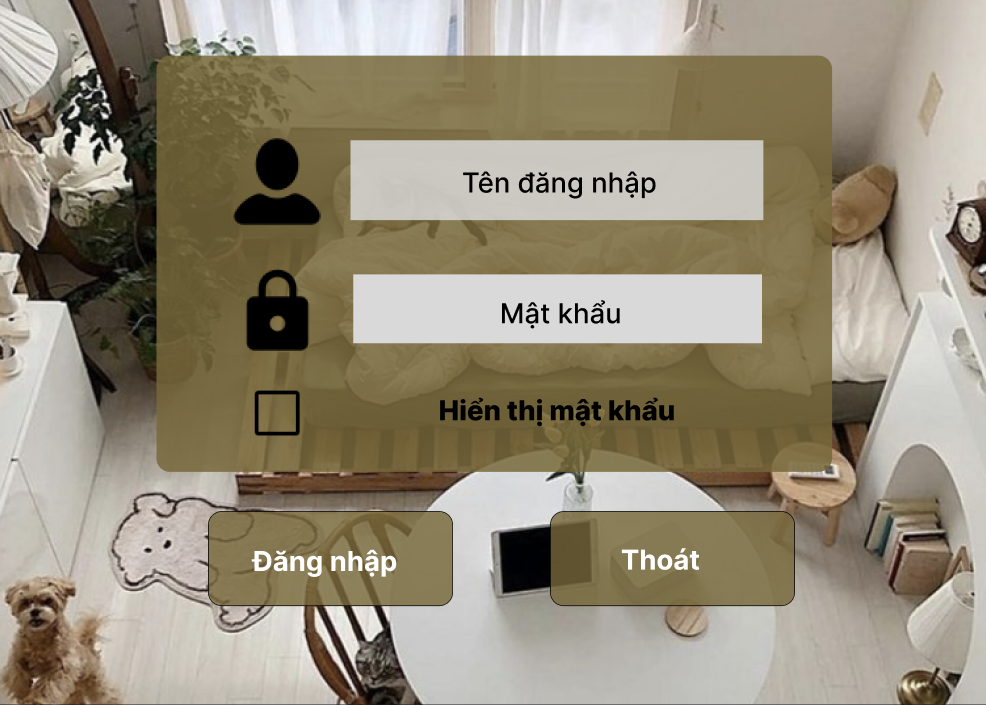 Tên đăng nhập
Mật khẩu
Hiển thị mật khẩu
Đăng nhập
Thoát